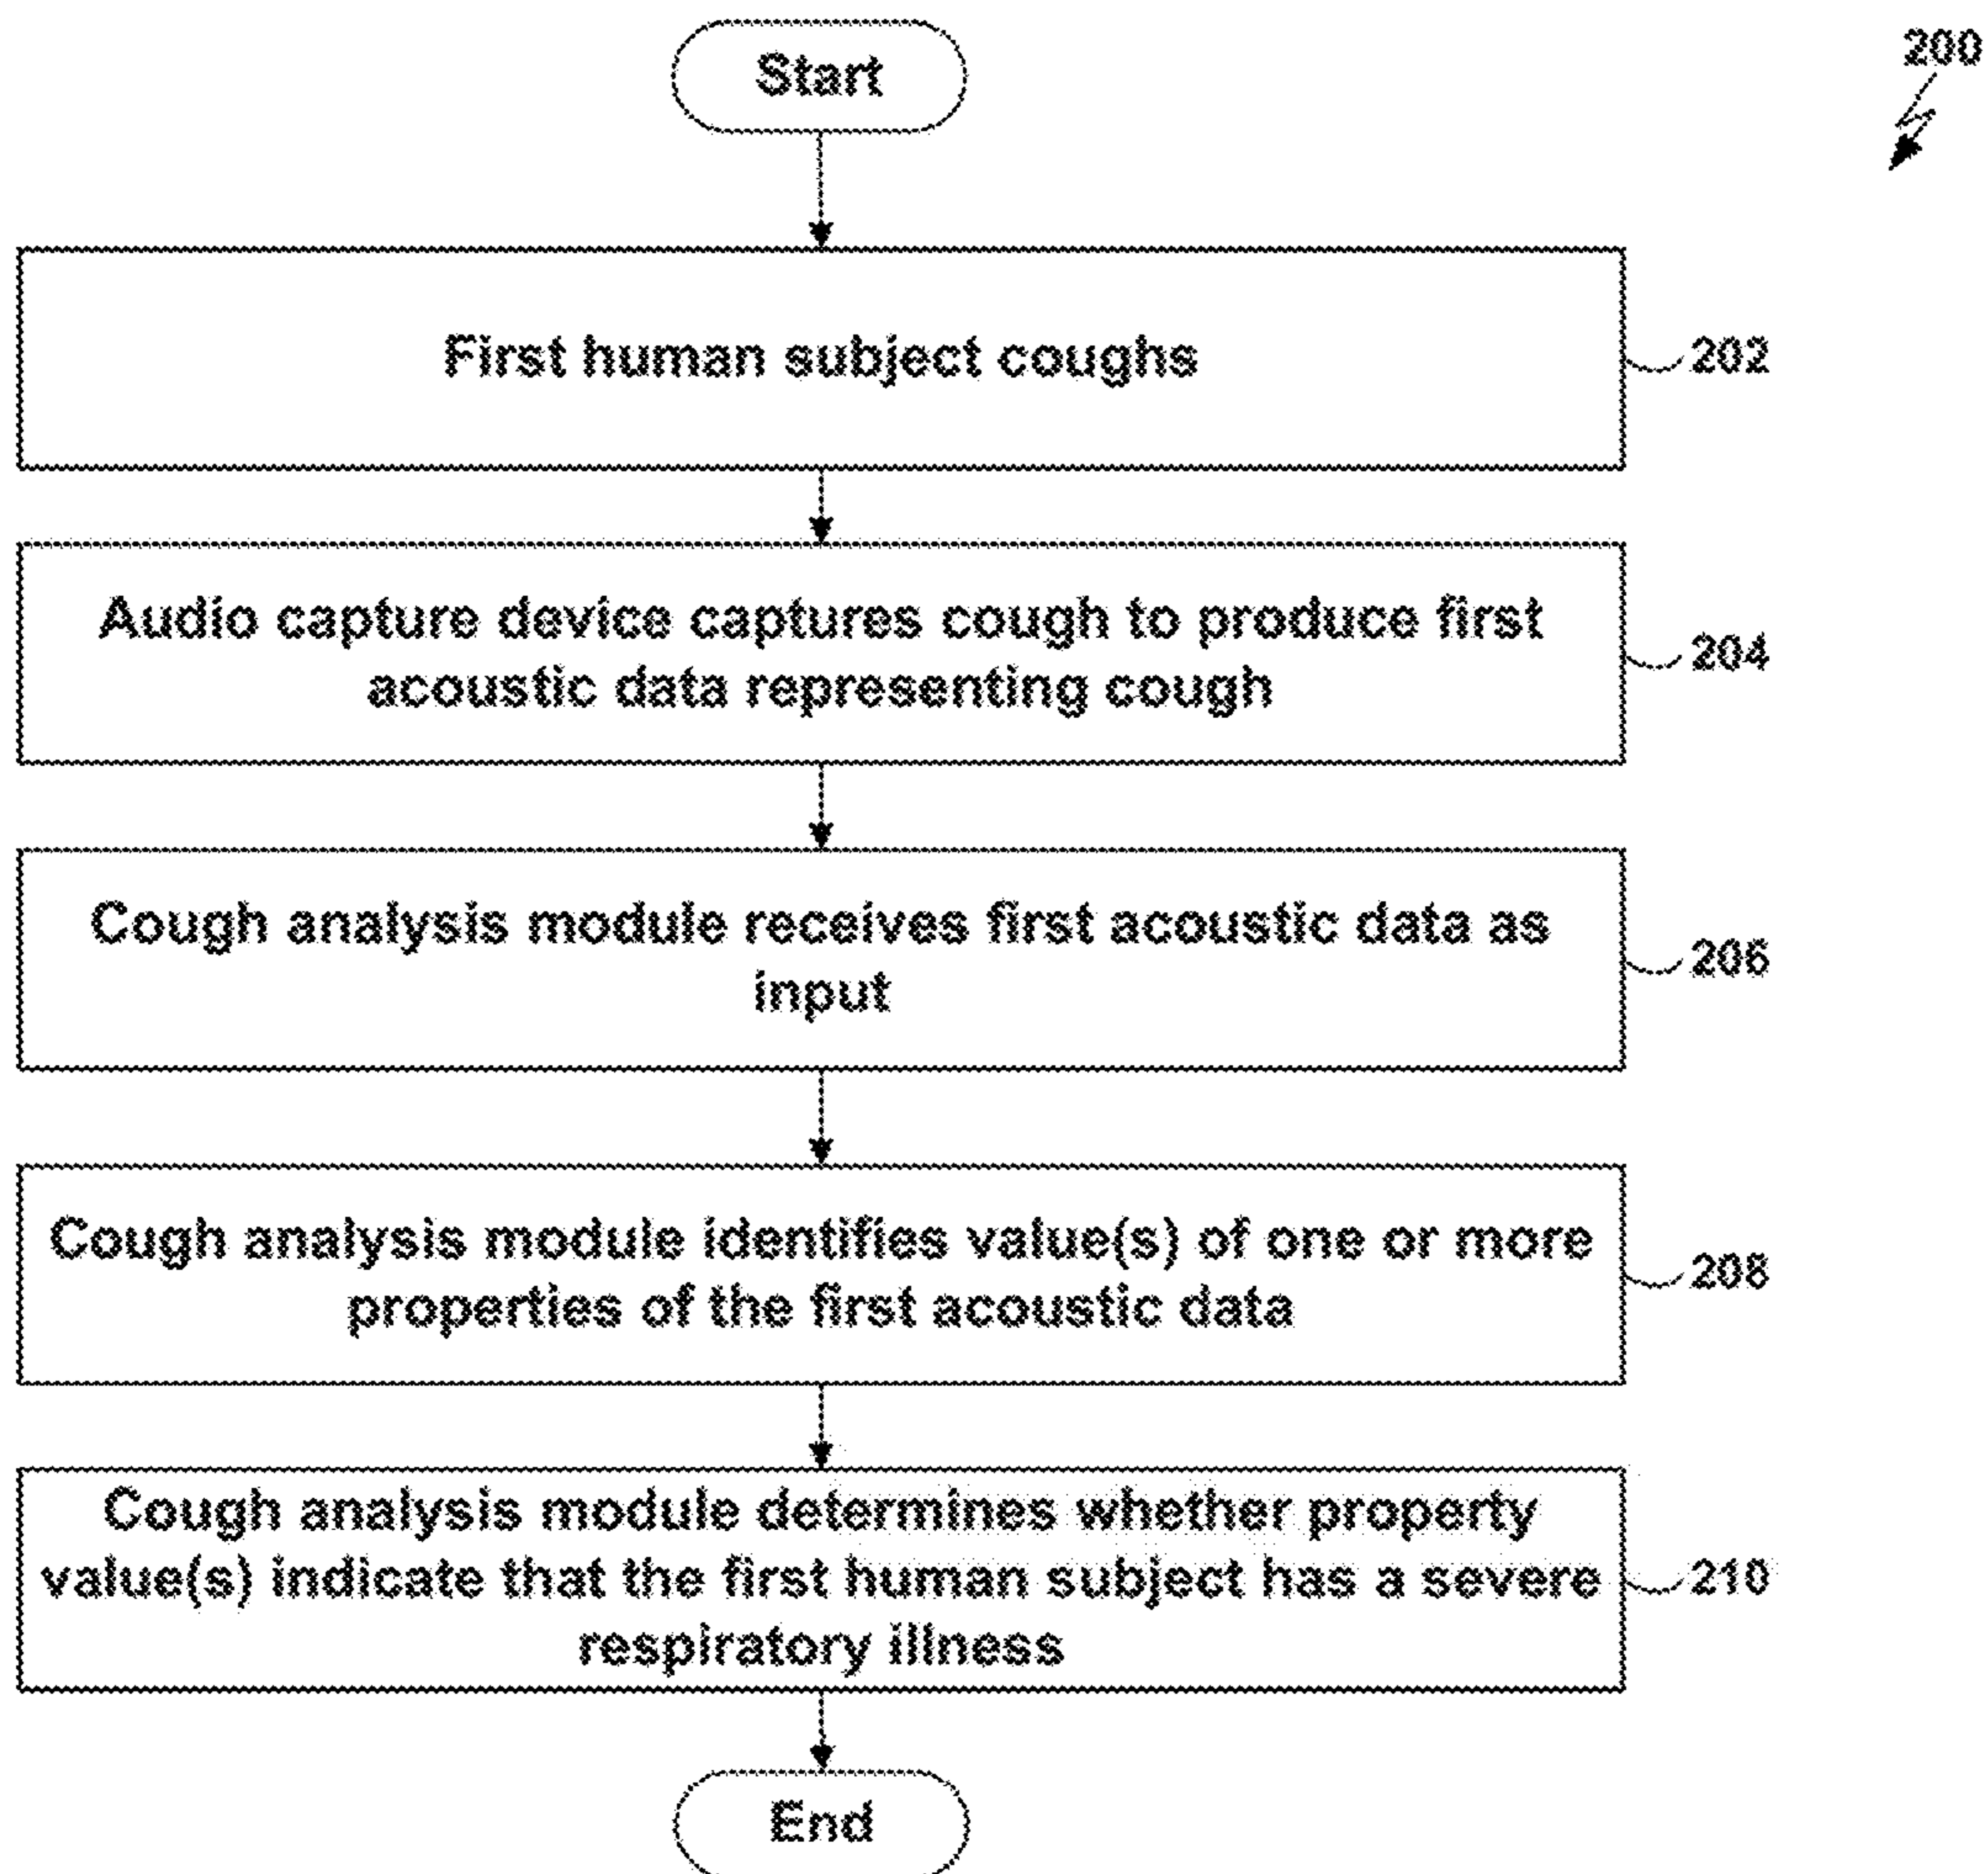 Start
200
First human subject coughs
202
Audio capture device captures cough to produce first
acoustic data representing cough
204
Cough analysis module receives first acoustic data as
input
206
Cough analysis module identifies value(s) of one or more
properties of the first acoustic data
208
Cough analysis module determines whether property
value(s) indicate that the first human subject has a severe
respiratory illness
210
End